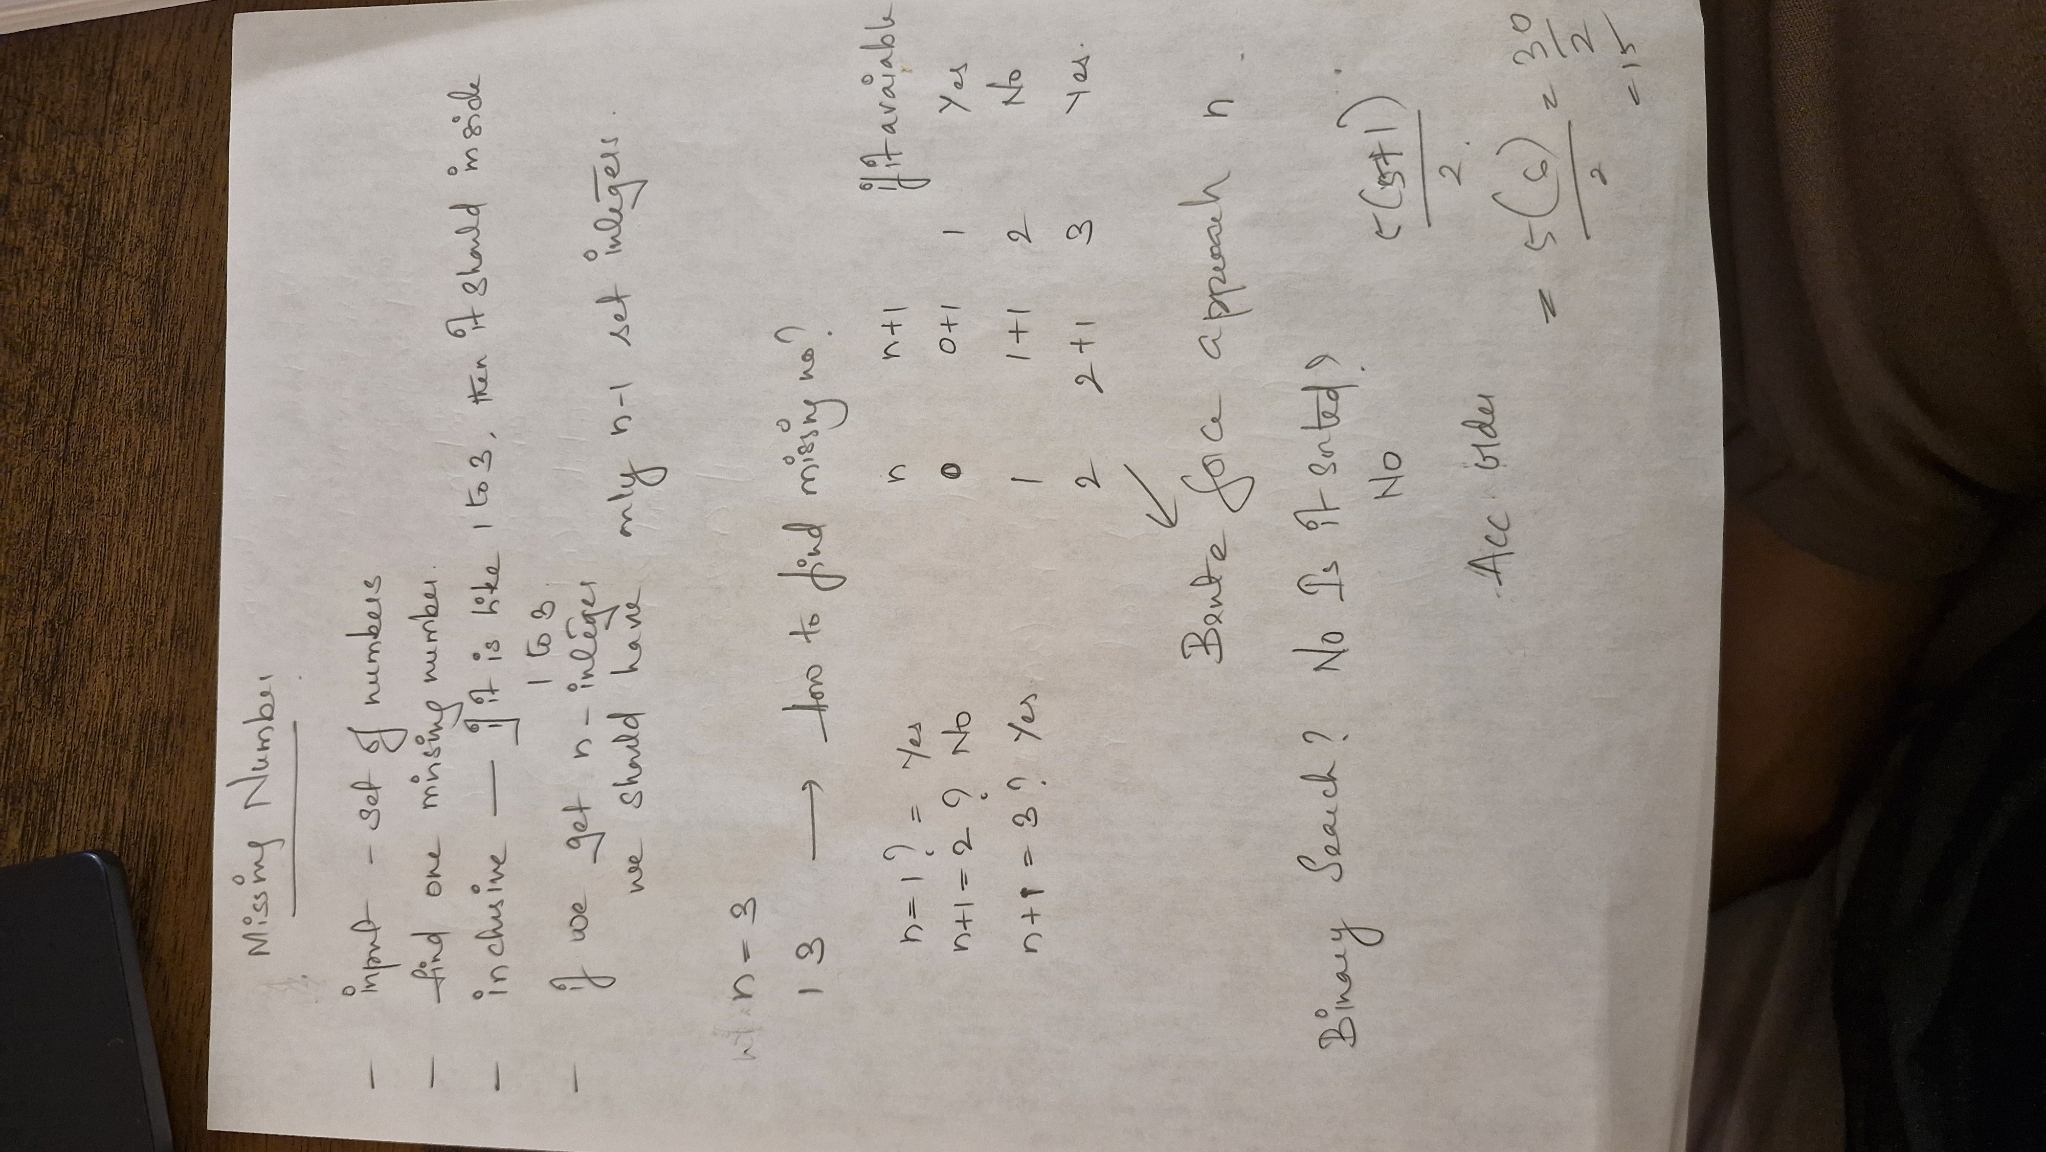 Missing Number
- input - set of numbers
- find one missing number.
- inclusive — if it is like 1 to 3, then it should inside
1 to 3.
- if we get n-integer
we should have only n-1 set integers.
n=3
1 3 → how to find missing no?
n=1? = Yes
n+1=2? No
n+1=3? Yes
n n+1 if it avaiable
0 0+1 1 Yes
1 1+1 2 No
2 2+1 3 Yes.
↙
Brute force approach n.
Binary Search? No Is it sorted?
No
Acc. order
5(5+1)
2.
= 5(6) = 30
2 2
=15